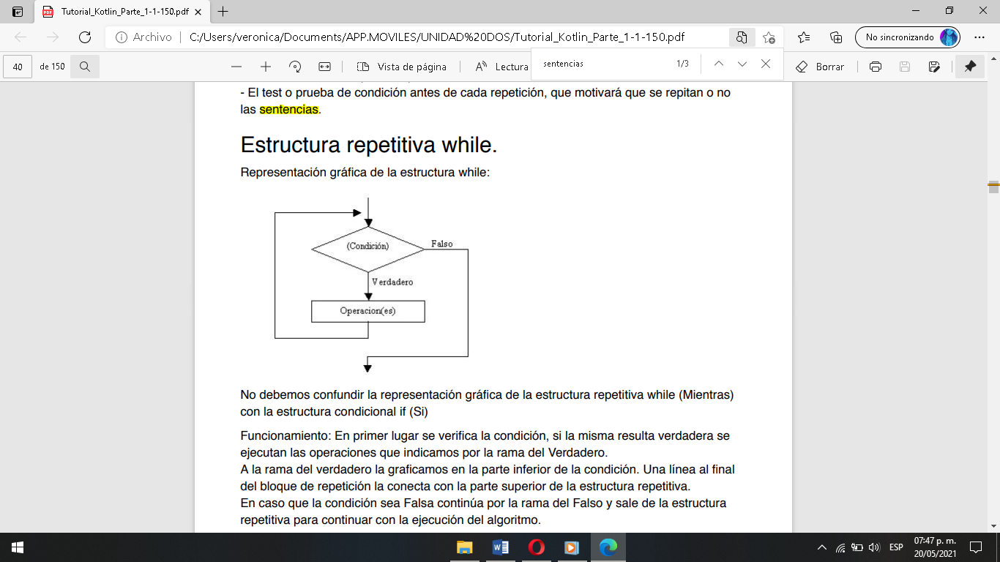 Tutorial_Kotlin_Parte_1-1-150.pdf
Archivo
C:/Users/veronica/Documents/APP.MOVILES/UNIDAD%20DOS/Tutorial_Kotlin_Parte_1-1-150.pdf
No sincronizando
40
de 150
Vista de página
Lectura
sentencias
1/3
Borrar
- El test o prueba de condición antes de cada repetición, que motivará que se repitan o no
las sentencias.
Estructura repetitiva while.
Representación gráfica de la estructura while:
(Condición)
Falso
Verdadero
Operacion(es)
No debemos confundir la representación gráfica de la estructura repetitiva while (Mientras)
con la estructura condicional if (Si)
Funcionamiento: En primer lugar se verifica la condición, si la misma resulta verdadera se
ejecutan las operaciones que indicamos por la rama del Verdadero.
A la rama del verdadero la graficamos en la parte inferior de la condición. Una línea al final
del bloque de repetición la conecta con la parte superior de la estructura repetitiva.
En caso que la condición sea Falsa continúa por la rama del Falso y sale de la estructura
repetitiva para continuar con la ejecución del algoritmo.
ESP
07:47 p. m.
20/05/2021